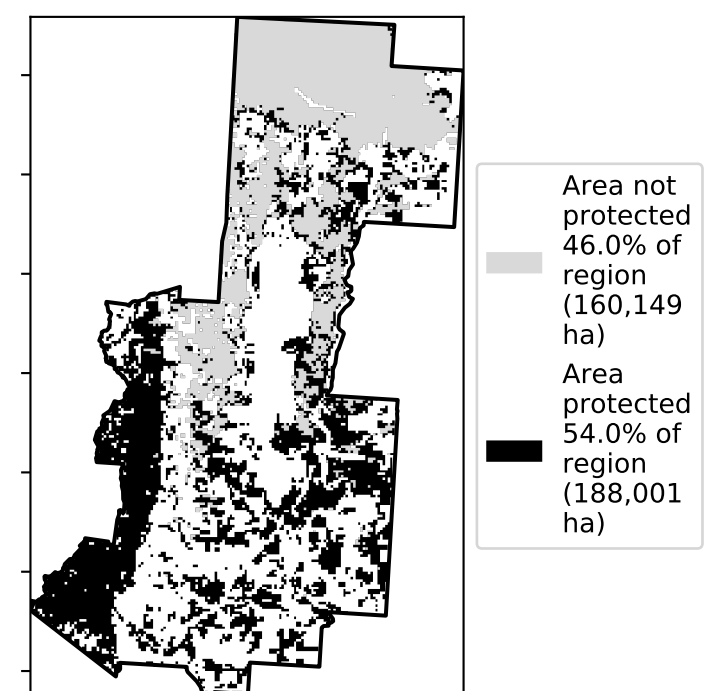 Area not
protected
46.0% of
region
(160,149
ha)
Area
protected
54.0% of
region
(188,001
ha)